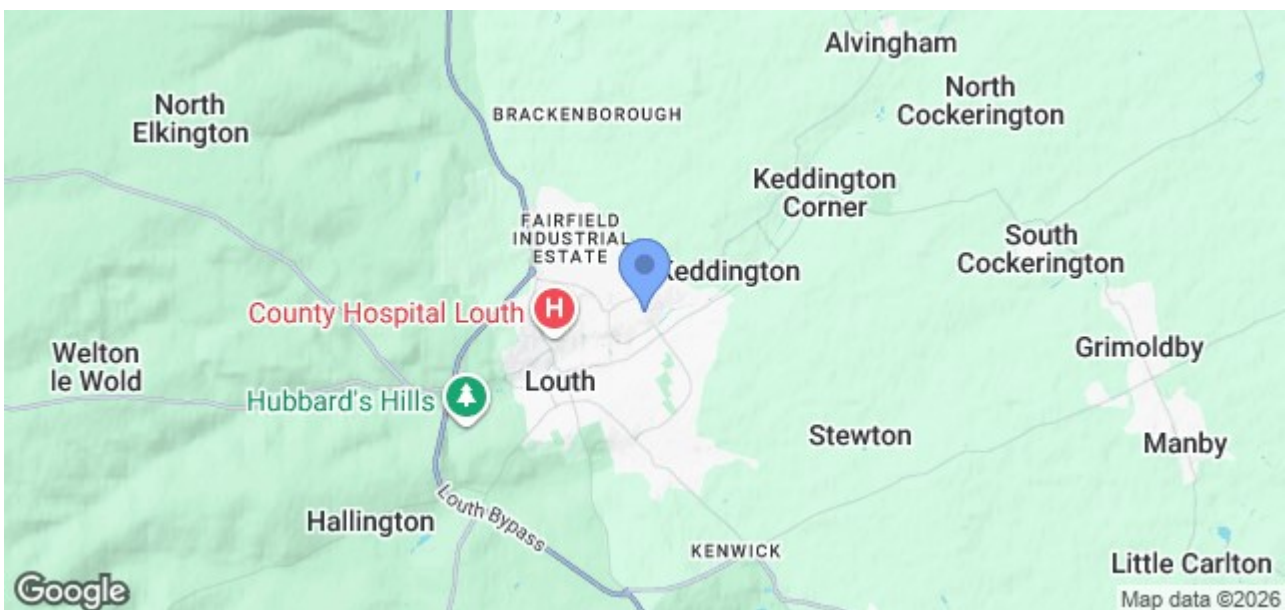 Alvingham
North
Elkington
North
Cockerington
BRACKENBOROUGH
Keddington
Corner
FAIRFIELD
INDUSTRIAL
ESTATE
South
Cockerington
Keddington
County Hospital Louth
H
Welton
le Wold
Grimoldby
Louth
Hubbard's Hills
Stewton
Manby
Louth Bypass
Hallington
KENWICK
Little Carlton
Google
Map data ©2026